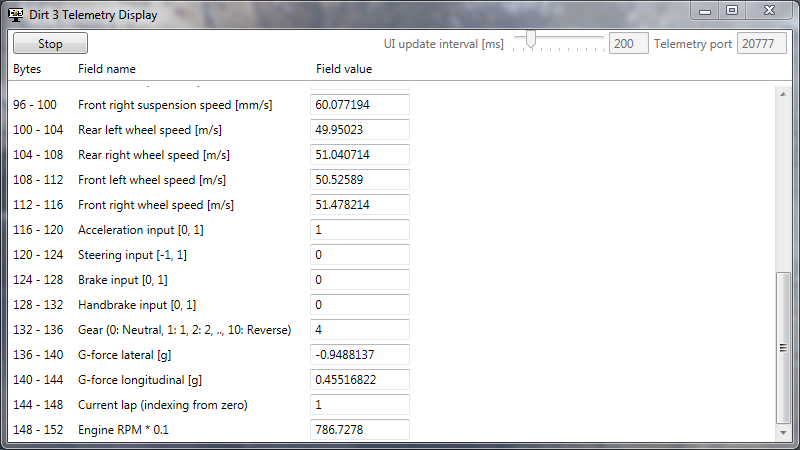 Dirt 3 Telemetry Display
Stop UI update interval [ms] 200 Telemetry port 20777
Bytes Field name Field value
96 - 100 Front right suspension speed [mm/s] 60.077194
100 - 104 Rear left wheel speed [m/s] 49.95023
104 - 108 Rear right wheel speed [m/s] 51.040714
108 - 112 Front left wheel speed [m/s] 50.52589
112 - 116 Front right wheel speed [m/s] 51.478214
116 - 120 Acceleration input [0, 1] 1
120 - 124 Steering input [-1, 1] 0
124 - 128 Brake input [0, 1] 0
128 - 132 Handbrake input [0, 1] 0
132 - 136 Gear (0: Neutral, 1: 1, 2: 2, .., 10: Reverse) 4
136 - 140 G-force lateral [g] -0.9488137
140 - 144 G-force longitudinal [g] 0.45516822
144 - 148 Current lap (indexing from zero) 1
148 - 152 Engine RPM * 0.1 786.7278